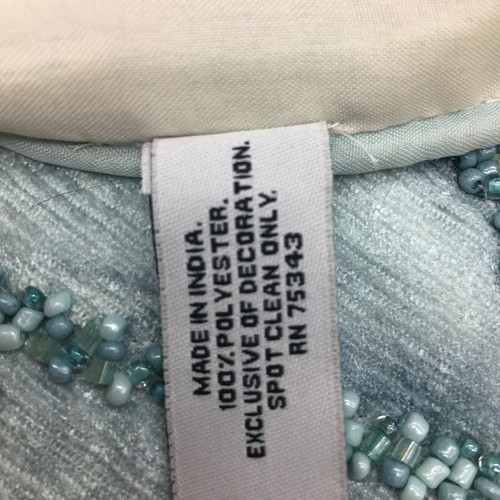 MADE IN INDIA.
100% POLYESTER.
EXCLUSIVE OF DECORATION.
SPOT CLEAN ONLY.
RN 75343